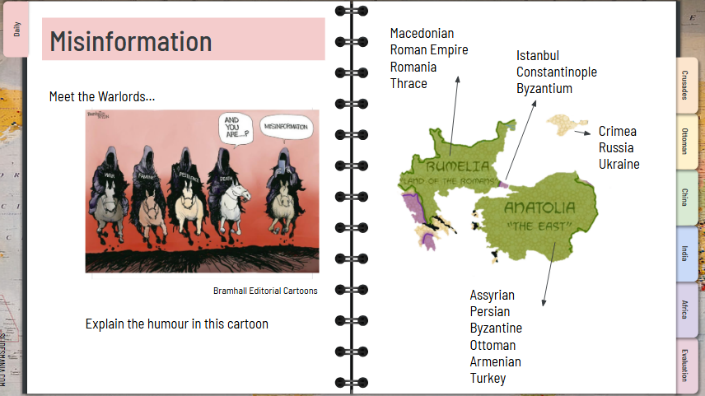 Daily
Misinformation
Meet the Warlords...
AND
YOU
ARE...?
MISINFORMATION
WAR
FAMINE
PESTILENCE
DEATH
Bramhall Editorial Cartoons
Explain the humour in this cartoon
Macedonian
Roman Empire
Romania
Thrace
Istanbul
Constantinople
Byzantium
Crimea
Russia
Ukraine
RUMELIA
LAND OF THE ROMANS
ANATOLIA
"THE EAST"
Assyrian
Persian
Byzantine
Ottoman
Armenian
Turkey
Crusades
Ottoman
China
India
Africa
Evaluation